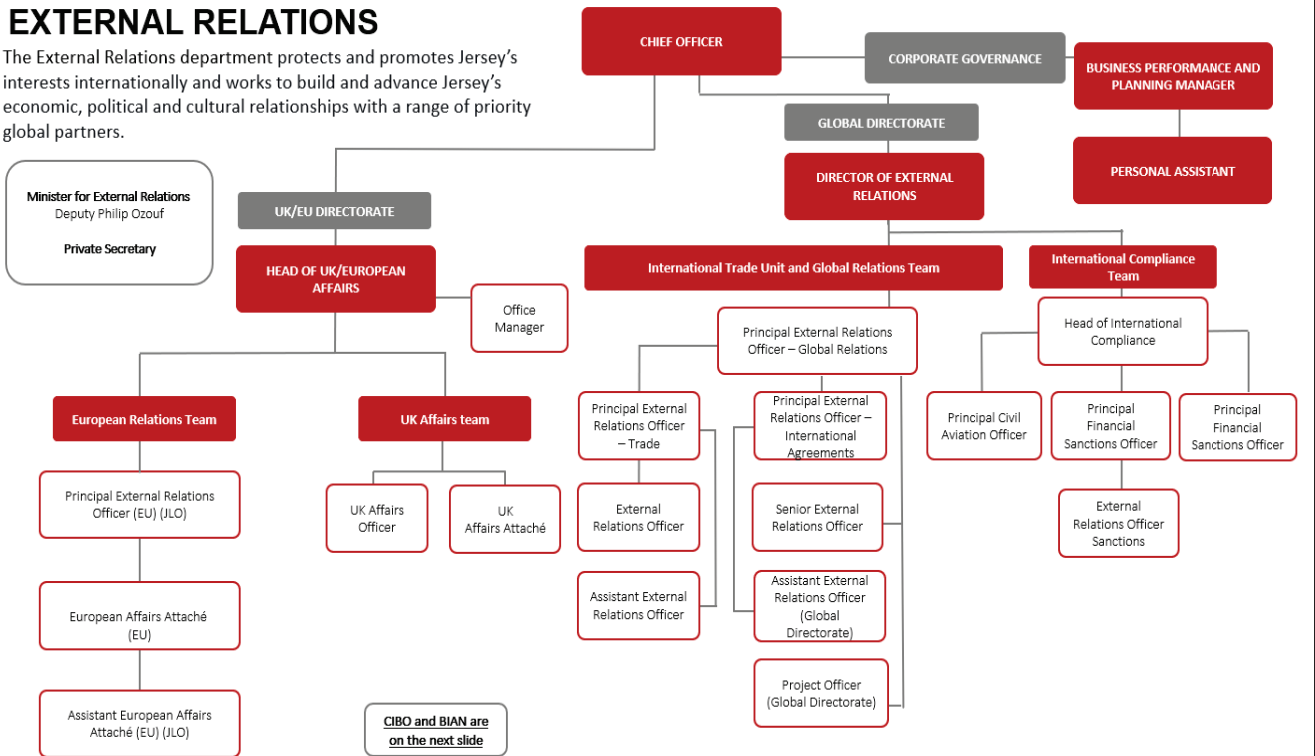 EXTERNAL RELATIONS
The External Relations department protects and promotes Jersey's
interests internationally and works to build and advance Jersey's
economic, political and cultural relationships with a range of priority
global partners.
Minister for External Relations
Deputy Philip Ozouf
Private Secretary
CHIEF OFFICER
CORPORATE GOVERNANCE
BUSINESS PERFORMANCE AND
PLANNING MANAGER
PERSONAL ASSISTANT
GLOBAL DIRECTORATE
DIRECTOR OF EXTERNAL
RELATIONS
UK/EU DIRECTORATE
HEAD OF UK/EUROPEAN
AFFAIRS
Office
Manager
European Relations Team
Principal External Relations
Officer (EU) (JLO)
European Affairs Attaché
(EU)
Assistant European Affairs
Attaché (EU) (JLO)
UK Affairs team
UK Affairs
Officer
UK
Affairs Attaché
International Trade Unit and Global Relations Team
Principal External Relations
Officer – Global Relations
Principal External
Relations Officer
– Trade
External
Relations Officer
Assistant External
Relations Officer
Principal External
Relations Officer –
International
Agreements
Senior External
Relations Officer
Assistant External
Relations Officer
(Global
Directorate)
Project Officer
(Global Directorate)
International Compliance
Team
Head of International
Compliance
Principal Civil
Aviation Officer
Principal
Financial
Sanctions Officer
Principal
Financial
Sanctions Officer
External
Relations Officer
Sanctions
CIBO and BIAN are
on the next slide